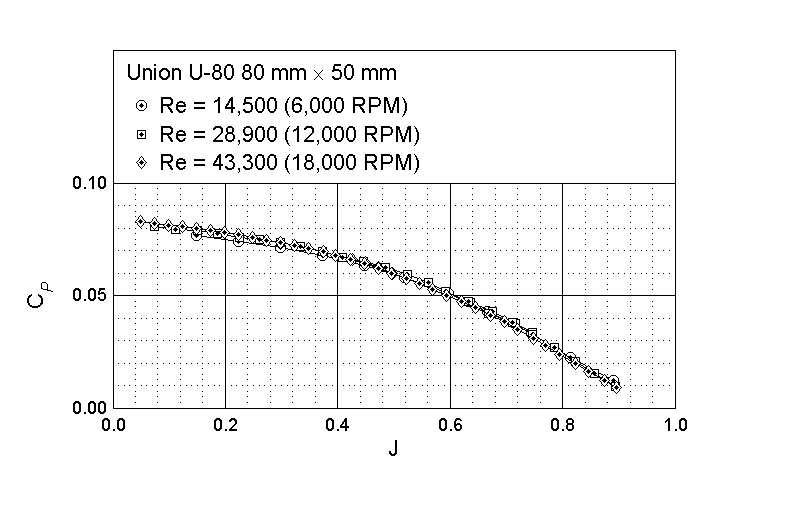 Union U-80 80 mm × 50 mm
Re = 14,500 (6,000 RPM)
Re = 28,900 (12,000 RPM)
Re = 43,300 (18,000 RPM)
0.10
0.05
0.00
CP
0.0 0.2 0.4 0.6 0.8 1.0
J